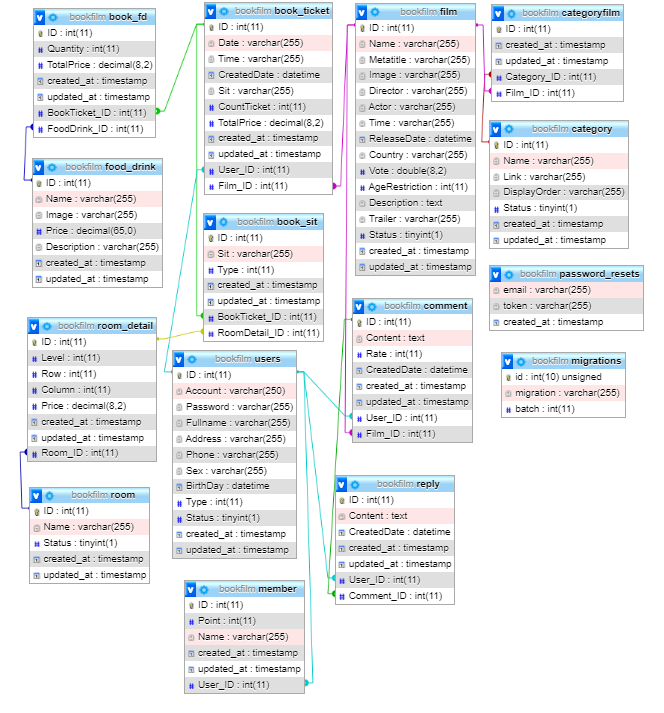 bookfilm book_fd
ID : int(11)
Quantity : int(11)
TotalPrice : decimal(8,2)
created_at : timestamp
updated_at : timestamp
BookTicket_ID : int(11)
FoodDrink_ID : int(11)
bookfilm food_drink
ID : int(11)
Name : varchar(255)
Image : varchar(255)
Price : decimal(65,0)
Description : varchar(255)
created_at : timestamp
updated_at : timestamp
bookfilm room_detail
ID : int(11)
Level : int(11)
Row : int(11)
Column : int(11)
Price : decimal(8,2)
created_at : timestamp
updated_at : timestamp
Room_ID : int(11)
bookfilm room
ID : int(11)
Name : varchar(255)
Status : tinyint(1)
created_at : timestamp
updated_at : timestamp
bookfilm book_ticket
ID : int(11)
Date : varchar(255)
Time : varchar(255)
CreatedDate : datetime
Sit : varchar(255)
CountTicket : int(11)
TotalPrice : decimal(8,2)
created_at : timestamp
updated_at : timestamp
User_ID : int(11)
Film_ID : int(11)
bookfilm book_sit
ID : int(11)
Sit : varchar(255)
Type : int(11)
created_at : timestamp
updated_at : timestamp
BookTicket_ID : int(11)
RoomDetail_ID : int(11)
bookfilm users
ID : int(11)
Account : varchar(250)
Password : varchar(255)
Fullname : varchar(255)
Address : varchar(255)
Phone : varchar(255)
Sex : varchar(255)
BirthDay : datetime
Type : int(11)
Status : tinyint(1)
created_at : timestamp
updated_at : timestamp
bookfilm member
ID : int(11)
Point : int(11)
Name : varchar(255)
created_at : timestamp
updated_at : timestamp
User_ID : int(11)
bookfilm film
ID : int(11)
Name : varchar(255)
Metatitle : varchar(255)
Image : varchar(255)
Director : varchar(255)
Actor : varchar(255)
Time : varchar(255)
ReleaseDate : datetime
Country : varchar(255)
Vote : double(8,2)
AgeRestriction : int(11)
Description : text
Trailer : varchar(255)
Status : tinyint(1)
created_at : timestamp
updated_at : timestamp
bookfilm comment
ID : int(11)
Content : text
Rate : int(11)
CreatedDate : datetime
created_at : timestamp
updated_at : timestamp
User_ID : int(11)
Film_ID : int(11)
bookfilm reply
ID : int(11)
Content : text
CreatedDate : datetime
created_at : timestamp
updated_at : timestamp
User_ID : int(11)
Comment_ID : int(11)
bookfilm categoryfilm
ID : int(11)
created_at : timestamp
updated_at : timestamp
Category_ID : int(11)
Film_ID : int(11)
bookfilm category
ID : int(11)
Name : varchar(255)
Link : varchar(255)
DisplayOrder : varchar(255)
Status : tinyint(1)
created_at : timestamp
updated_at : timestamp
bookfilm password_resets
email : varchar(255)
token : varchar(255)
created_at : timestamp
bookfilm migrations
id : int(10) unsigned
migration : varchar(255)
batch : int(11)